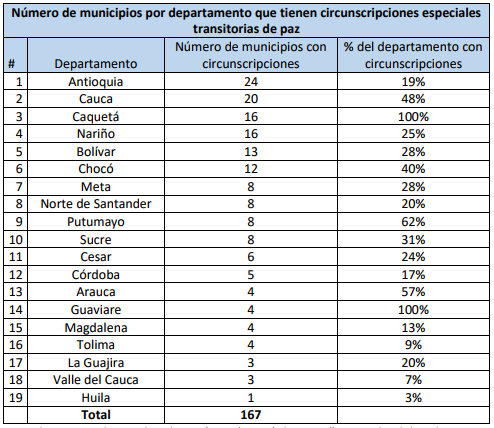 Número de municipios por departamento que tienen circunscripciones especiales
transitorias de paz
# Departamento Número de municipios con circunscripciones % del departamento con circunscripciones
1 Antioquia 24 19%
2 Cauca 20 48%
3 Caquetá 16 100%
4 Nariño 16 25%
5 Bolívar 13 28%
6 Chocó 12 40%
7 Meta 8 28%
8 Norte de Santander 8 20%
9 Putumayo 8 62%
10 Sucre 8 31%
11 Cesar 6 24%
12 Córdoba 5 17%
13 Arauca 4 57%
14 Guaviare 4 100%
15 Magdalena 4 13%
16 Tolima 4 9%
17 La Guajira 3 20%
18 Valle del Cauca 3 7%
19 Huila 1 3%
Total 167